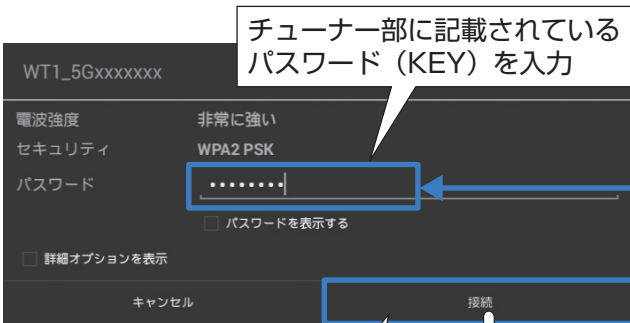 チューナー部に記載されている
パスワード（KEY）を入力
WT1_5Gxxxxxxx
電波強度 非常に強い
セキュリティ WPA2 PSK
パスワード ••••••••
パスワードを表示する
詳細オプションを表示
キャンセル 接続